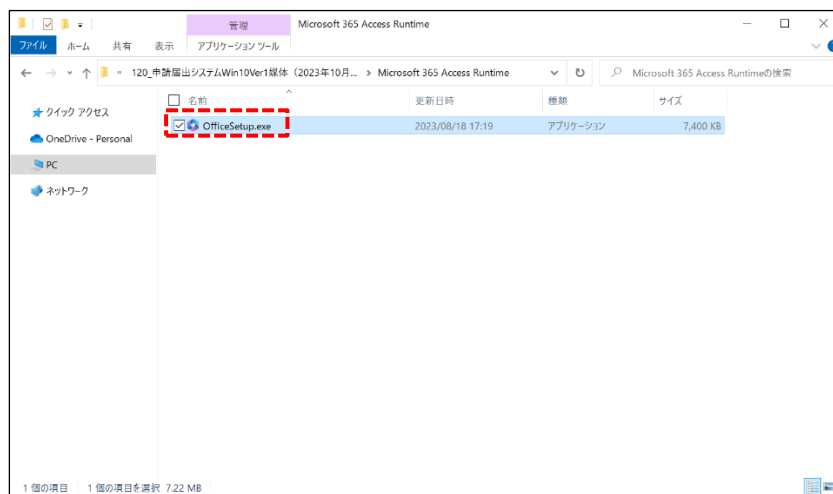 管理
Microsoft 365 Access Runtime
ファイル ホーム 共有 表示 アプリケーション ツール
« 120_申請届出システムWin10Ver1媒体（2023年10月... > Microsoft 365 Access Runtime
Microsoft 365 Access Runtimeの検索
名前 更新日時 種類 サイズ
クイック アクセス
OfficeSetup.exe 2023/08/18 17:19 アプリケーション 7,400 KB
OneDrive - Personal
PC
ネットワーク
1 個の項目 1 個の項目を選択 7.22 MB